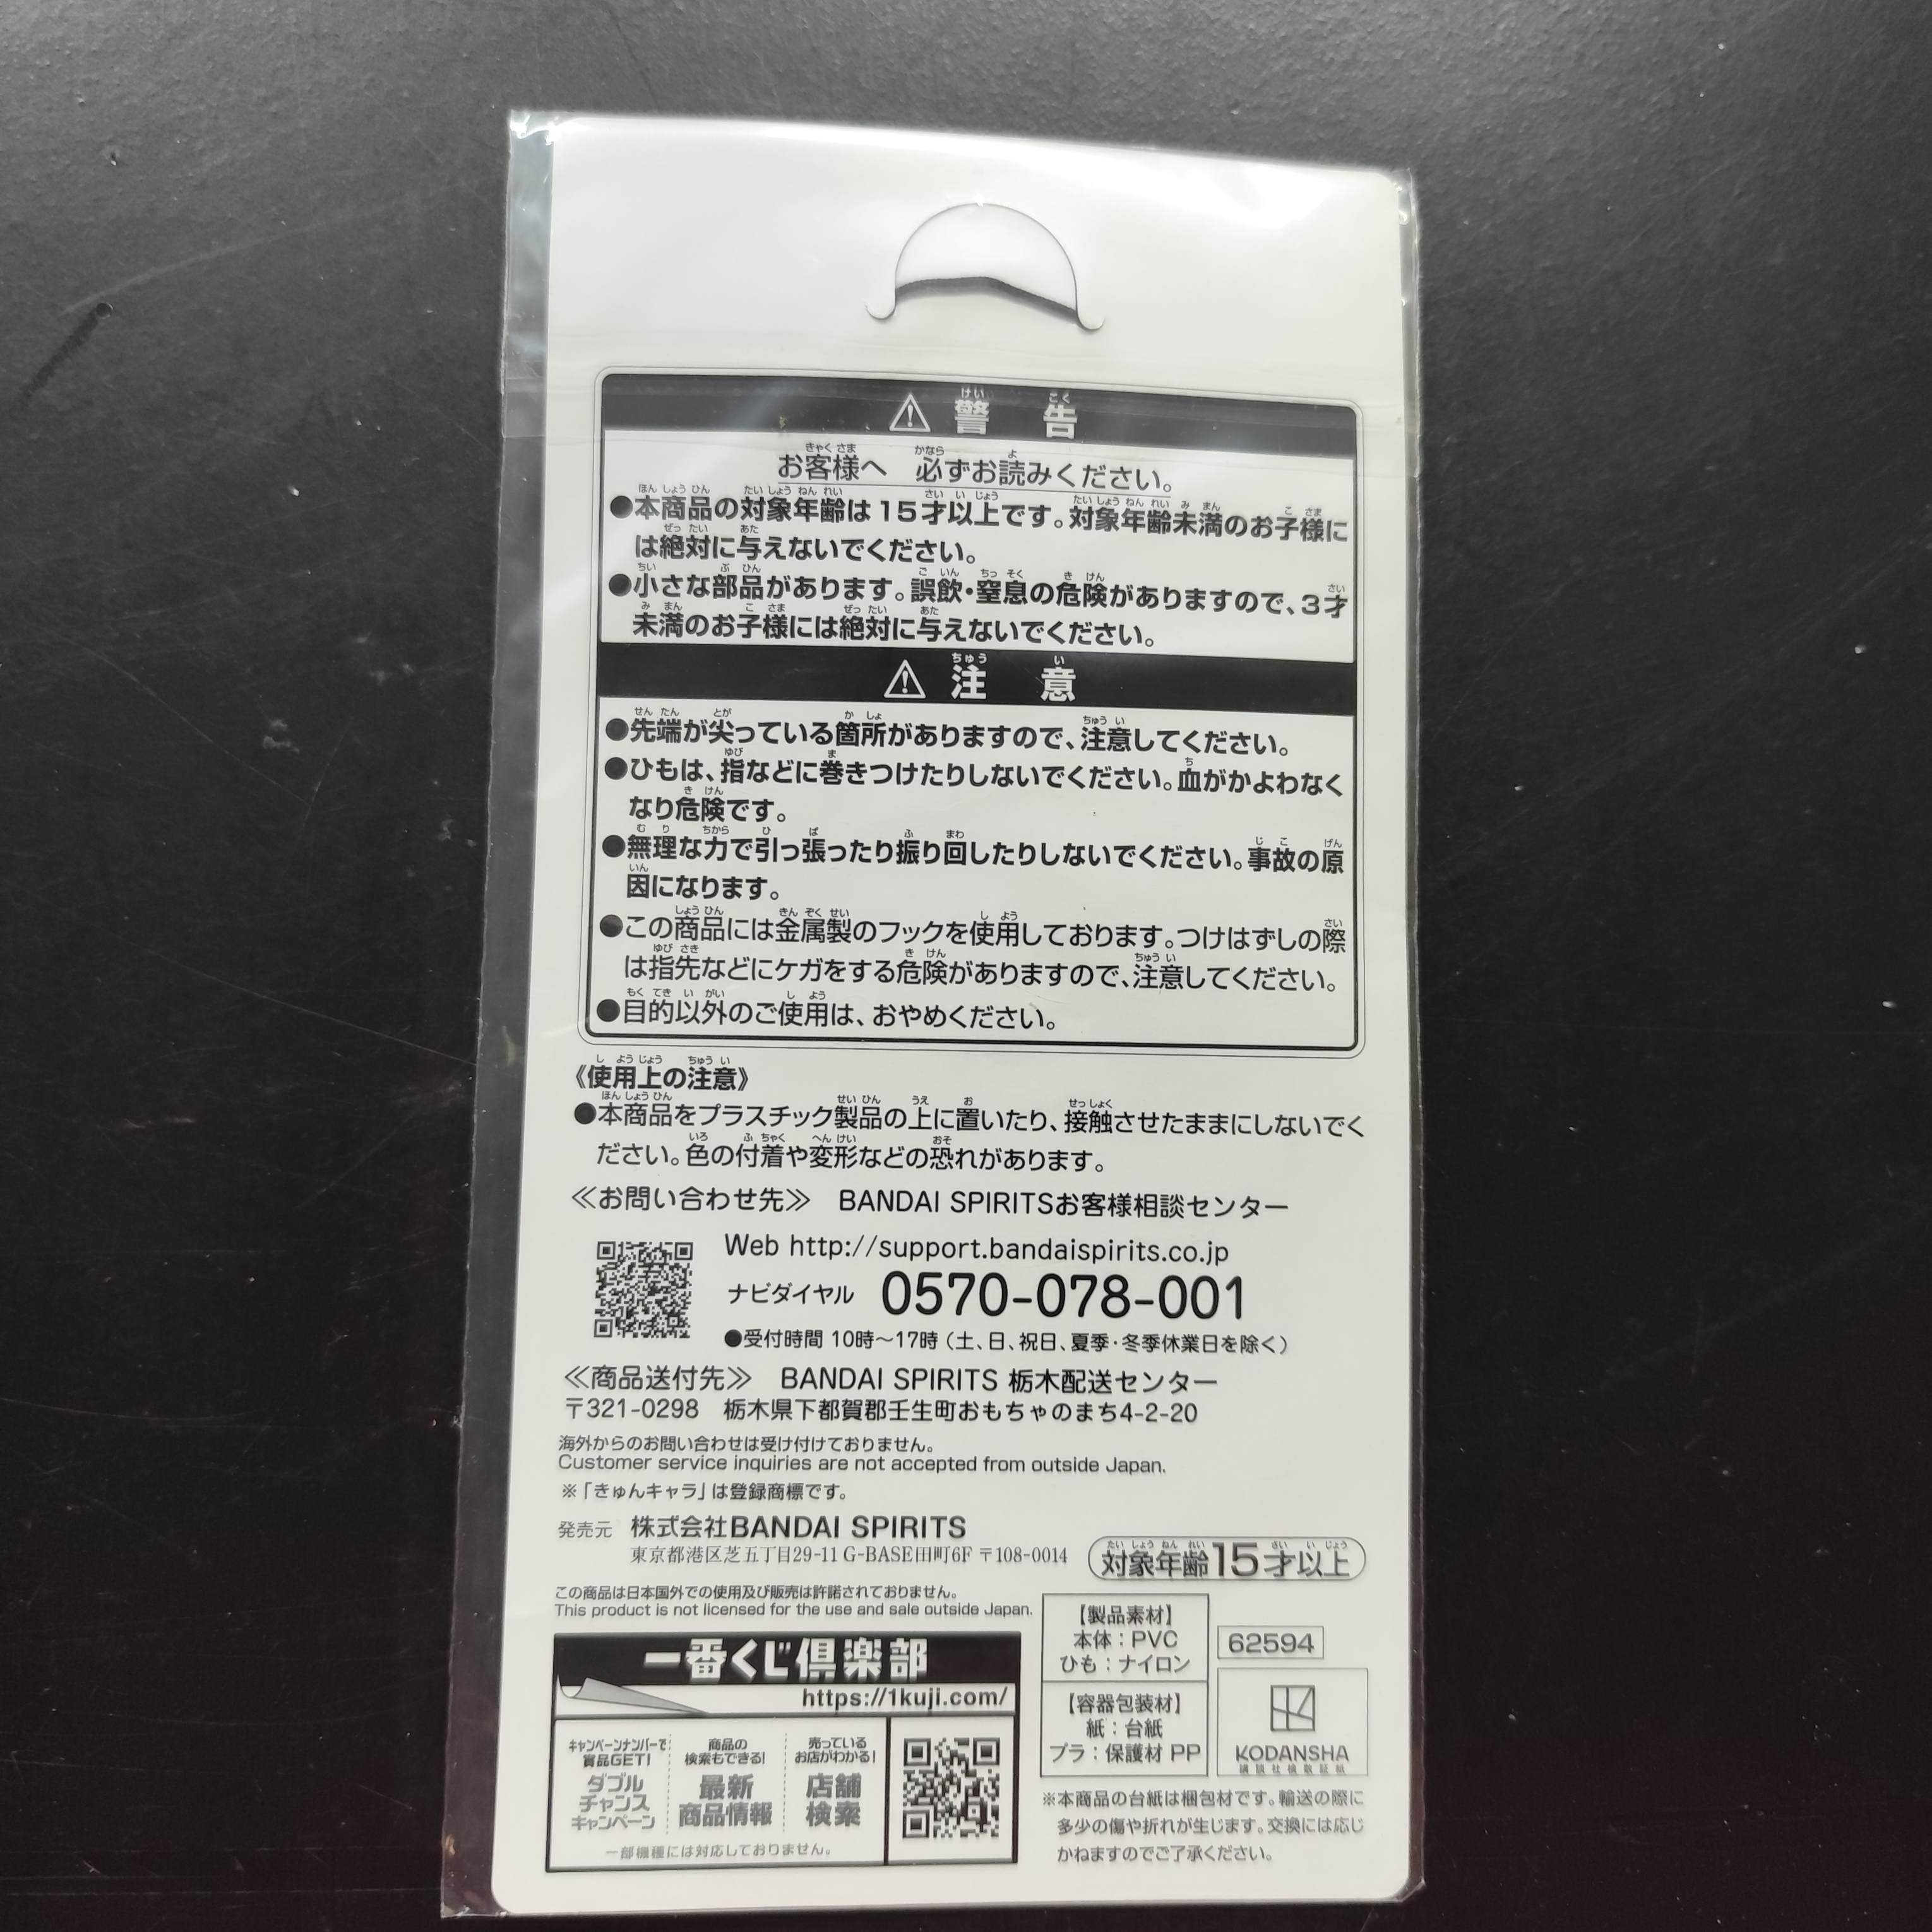 警告
お客様へ 必ずお読みください。
●本商品の対象年齢は15才以上です。対象年齢未満のお子様に
は絶対に与えないでください。
●小さな部品があります。誤飲・窒息の危険がありますので、3才
未満のお子様には絶対に与えないでください。
注意
●先端が尖っている箇所がありますので、注意してください。
●ひもは、指などに巻きつけたりしないでください。血がかよわなく
なり危険です。
●無理な力で引っ張ったり振り回したりしないでください。事故の原
因になります。
●この商品には金属製のフックを使用しております。つけはずしの際
は指先などにケガをする危険がありますので、注意してください。
●目的以外のご使用は、おやめください。
《使用上の注意》
●本商品をプラスチック製品の上に置いたり、接触させたままにしないでく
ださい。色の付着や変形などの恐れがあります。
≪お問い合わせ先≫ BANDAI SPIRITSお客様相談センター
Web http://support.bandaispirits.co.jp
ナビダイヤル 0570-078-001
●受付時間 10時〜17時(土、日、祝日、夏季・冬季休業日を除く)
≪商品送付先≫ BANDAI SPIRITS 栃木配送センター
〒321-0298 栃木県下都賀郡壬生町おもちゃのまち4-2-20
海外からのお問い合わせは受け付けておりません。
Customer service inquiries are not accepted from outside Japan.
※「きゅんキャラ」は登録商標です。
発売元 株式会社BANDAI SPIRITS
東京都港区芝五丁目29-11 G-BASE田町6F 〒108-0014
対象年齢15才以上
この商品は日本国外での使用及び販売は許諾されておりません。
This product is not licensed for the use and sale outside Japan.
一番くじ倶楽部
https://1kuji.com/
キャンペーンナンバーで
賞品GET!
ダブル
チャンス
キャンペーン
商品の
検索もできる!
最新
商品情報
売っている
お店がわかる!
店舗
検索
一部機種には対応しておりません。
【製品素材】
本体:PVC
ひも:ナイロン
【容器包装材】
紙:台紙
プラ:保護材 PP
62594
KODANSHA
講談社検数証紙
※本商品の台紙は梱包材です。輸送の際に
多少の傷や折れが生じます。交換には応じ
かねますのでご了承ください。